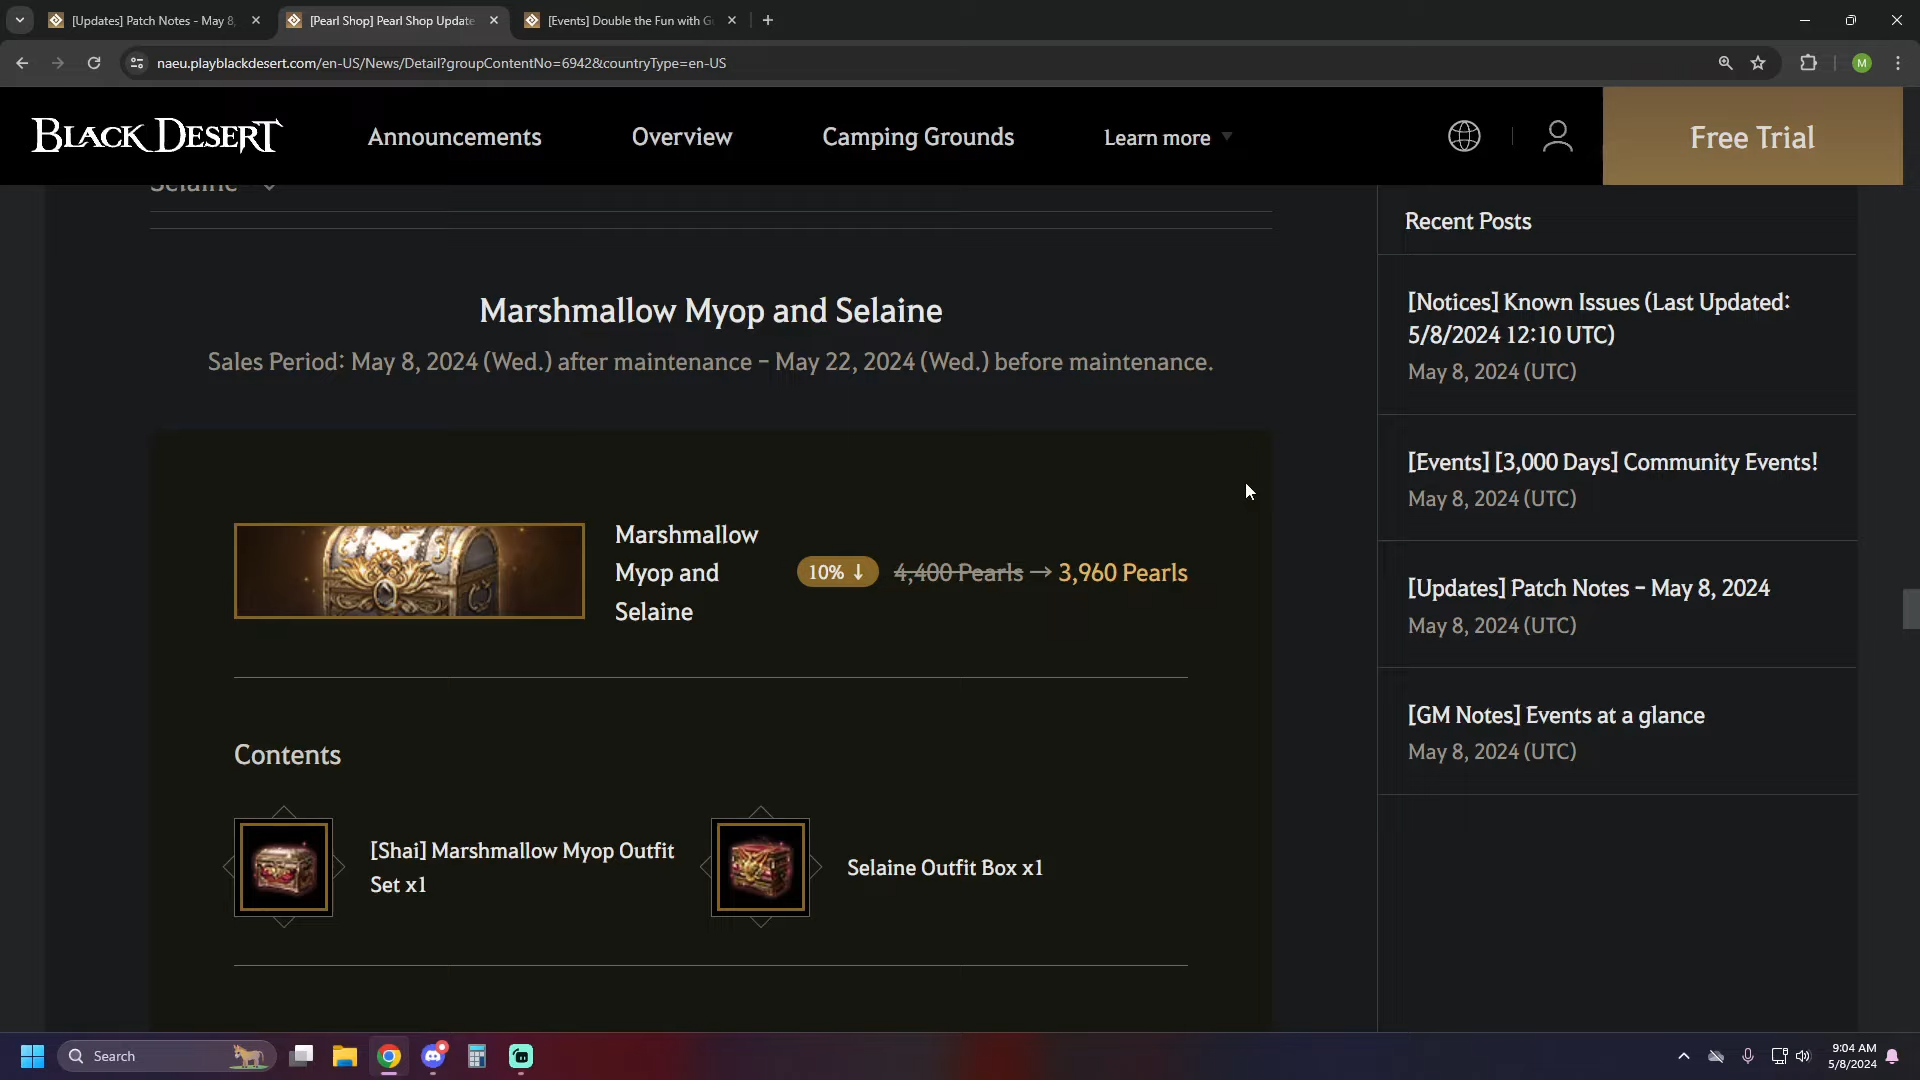 [Updates] Patch Notes - May 8,
[Pearl Shop] Pearl Shop Update
[Events] Double the Fun with G
naeu.playblackdesert.com/en-US/News/Detail?groupContentNo=6942&countryType=en-US
M
BLACK DESERT
Announcements
Overview
Camping Grounds
Learn more
Free Trial
Selaine
Marshmallow Myop and Selaine
Sales Period: May 8, 2024 (Wed.) after maintenance – May 22, 2024 (Wed.) before maintenance.
Marshmallow
Myop and
Selaine
10% ↓ 4,400 Pearls → 3,960 Pearls
Contents
[Shai] Marshmallow Myop Outfit
Set x1
Selaine Outfit Box x1
Recent Posts
[Notices] Known Issues (Last Updated:
5/8/2024 12:10 UTC)
May 8, 2024 (UTC)
[Events] [3,000 Days] Community Events!
May 8, 2024 (UTC)
[Updates] Patch Notes – May 8, 2024
May 8, 2024 (UTC)
[GM Notes] Events at a glance
May 8, 2024 (UTC)
Search
9:04 AM
5/8/2024